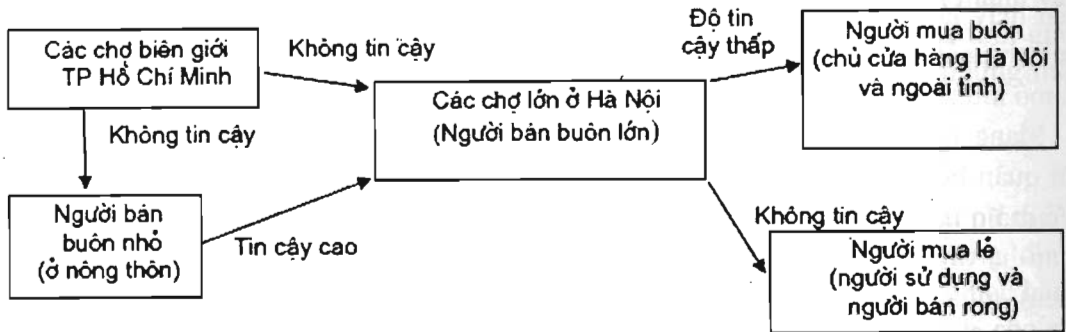 Các chợ biên giới
TP Hồ Chí Minh
Không tin cậy
Không tin cậy
Người bán
buôn nhỏ
(ở nông thôn)
Tin cậy cao
Các chợ lớn ở Hà Nội
(Người bán buôn lớn)
Độ tin
cậy thấp
Người mua buôn
(chủ cửa hàng Hà Nội
và ngoài tỉnh)
Không tin cậy
Người mua lẻ
(người sử dụng và
người bán rong)